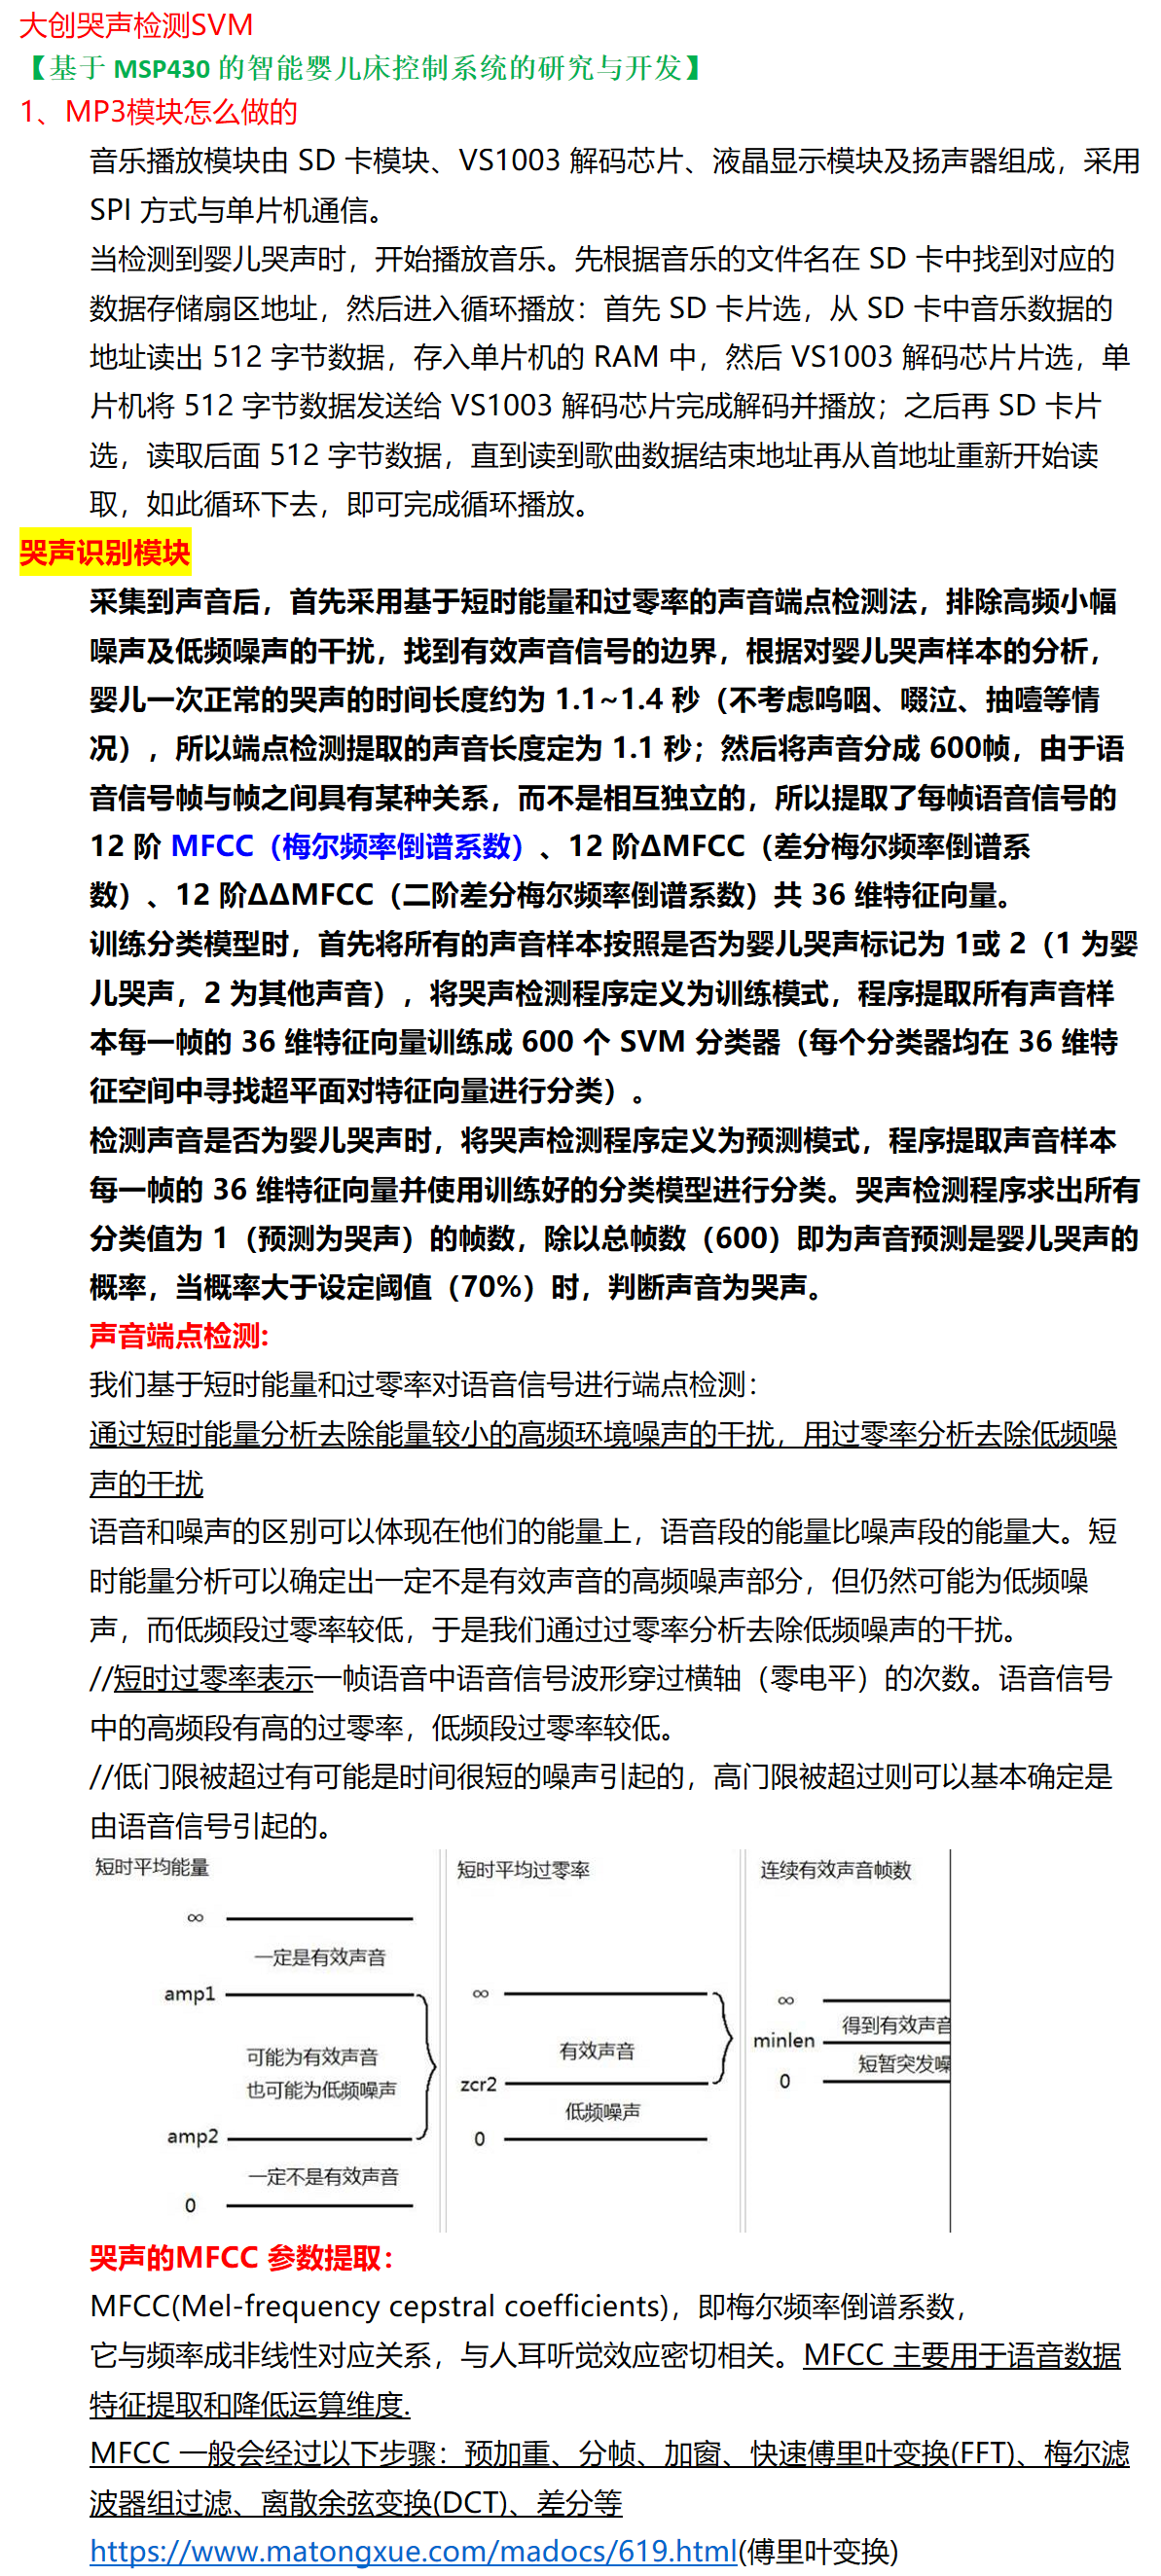 大创哭声检测SVM
【基于 MSP430 的智能婴儿床控制系统的研究与开发】
1、MP3模块怎么做的
音乐播放模块由 SD 卡模块、VS1003 解码芯片、液晶显示模块及扬声器组成，采用
SPI 方式与单片机通信。
当检测到婴儿哭声时，开始播放音乐。先根据音乐的文件名在 SD 卡中找到对应的
数据存储扇区地址，然后进入循环播放：首先 SD 卡片选，从 SD 卡中音乐数据的
地址读出 512 字节数据，存入单片机的 RAM 中，然后 VS1003 解码芯片片选，单
片机将 512 字节数据发送给 VS1003 解码芯片完成解码并播放；之后再 SD 卡片
选，读取后面 512 字节数据，直到读到歌曲数据结束地址再从首地址重新开始读
取，如此循环下去，即可完成循环播放。
哭声识别模块
采集到声音后，首先采用基于短时能量和过零率的声音端点检测法，排除高频小幅
噪声及低频噪声的干扰，找到有效声音信号的边界，根据对婴儿哭声样本的分析，
婴儿一次正常的哭声的时间长度约为 1.1~1.4 秒（不考虑呜咽、啜泣、抽噎等情
况），所以端点检测提取的声音长度定为 1.1 秒；然后将声音分成 600帧，由于语
音信号帧与帧之间具有某种关系，而不是相互独立的，所以提取了每帧语音信号的
12 阶 MFCC（梅尔频率倒谱系数）、12 阶ΔMFCC（差分梅尔频率倒谱系
数）、12 阶ΔΔMFCC（二阶差分梅尔频率倒谱系数）共 36 维特征向量。
训练分类模型时，首先将所有的声音样本按照是否为婴儿哭声标记为 1或 2（1 为婴
儿哭声，2 为其他声音），将哭声检测程序定义为训练模式，程序提取所有声音样
本每一帧的 36 维特征向量训练成 600 个 SVM 分类器（每个分类器均在 36 维特
征空间中寻找超平面对特征向量进行分类）。
检测声音是否为婴儿哭声时，将哭声检测程序定义为预测模式，程序提取声音样本
每一帧的 36 维特征向量并使用训练好的分类模型进行分类。哭声检测程序求出所有
分类值为 1（预测为哭声）的帧数，除以总帧数（600）即为声音预测是婴儿哭声的
概率，当概率大于设定阈值（70%）时，判断声音为哭声。
声音端点检测:
我们基于短时能量和过零率对语音信号进行端点检测：
通过短时能量分析去除能量较小的高频环境噪声的干扰，用过零率分析去除低频噪
声的干扰
语音和噪声的区别可以体现在他们的能量上，语音段的能量比噪声段的能量大。短
时能量分析可以确定出一定不是有效声音的高频噪声部分，但仍然可能为低频噪
声，而低频段过零率较低，于是我们通过过零率分析去除低频噪声的干扰。
//短时过零率表示一帧语音中语音信号波形穿过横轴（零电平）的次数。语音信号
中的高频段有高的过零率，低频段过零率较低。
//低门限被超过有可能是时间很短的噪声引起的，高门限被超过则可以基本确定是
由语音信号引起的。
短时平均能量
∞
一定是有效声音
amp1
可能为有效声音
也可能为低频噪声
amp2
一定不是有效声音
0
短时平均过零率
∞
有效声音
zcr2
低频噪声
0
连续有效声音帧数
∞
得到有效声音
minlen
短暂突发噪
0
哭声的MFCC 参数提取：
MFCC(Mel-frequency cepstral coefficients)，即梅尔频率倒谱系数，
它与频率成非线性对应关系，与人耳听觉效应密切相关。MFCC 主要用于语音数据
特征提取和降低运算维度.
MFCC 一般会经过以下步骤：预加重、分帧、加窗、快速傅里叶变换(FFT)、梅尔滤
波器组过滤、离散余弦变换(DCT)、差分等
https://www.matongxue.com/madocs/619.html(傅里叶变换)